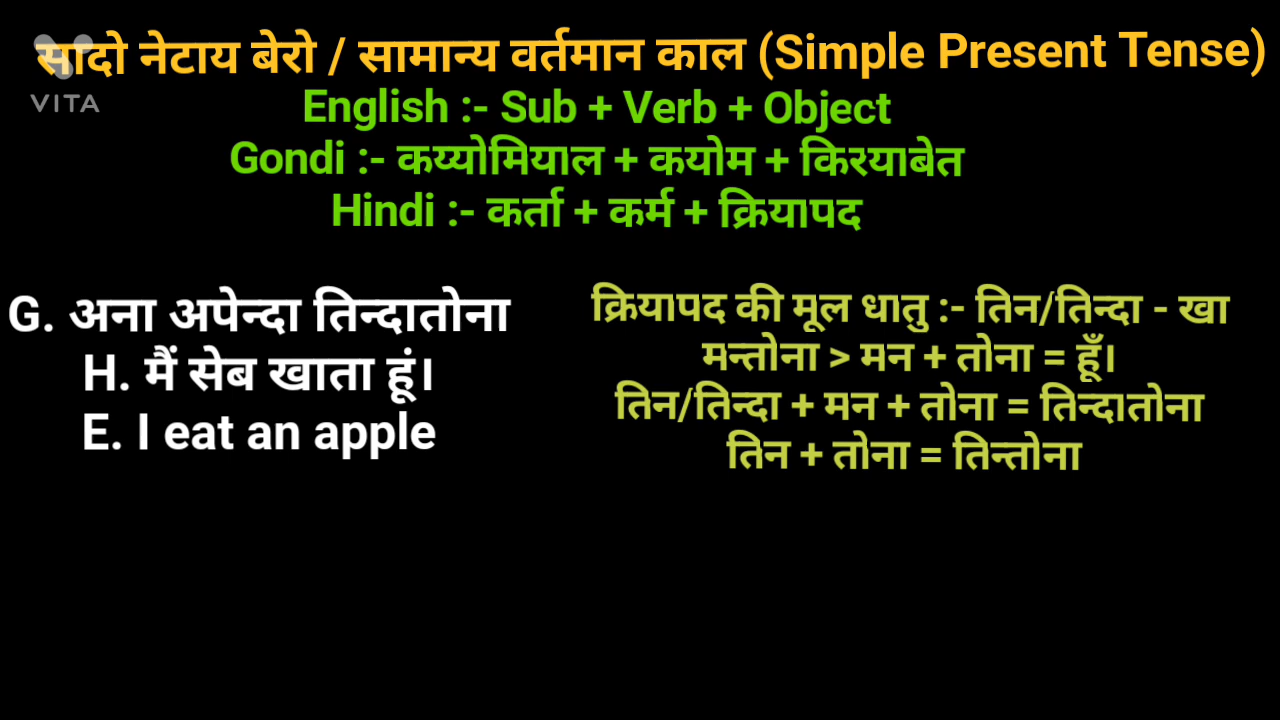 सादो नेटाय बेरो / सामान्य वर्तमान काल (Simple Present Tense)
VITA
English :- Sub + Verb + Object
Gondi :- कय्योमियाल + कयोम + किरयाबेत
Hindi :- कर्ता + कर्म + क्रियापद
G. अना अपेन्दा तिन्दातोना
H. मैं सेब खाता हूं।
E. I eat an apple
क्रियापद की मूल धातु :- तिन/तिन्दा - खा
मन्तोना > मन + तोना = हूँ।
तिन/तिन्दा + मन + तोना = तिन्दातोना
तिन + तोना = तिन्तोना